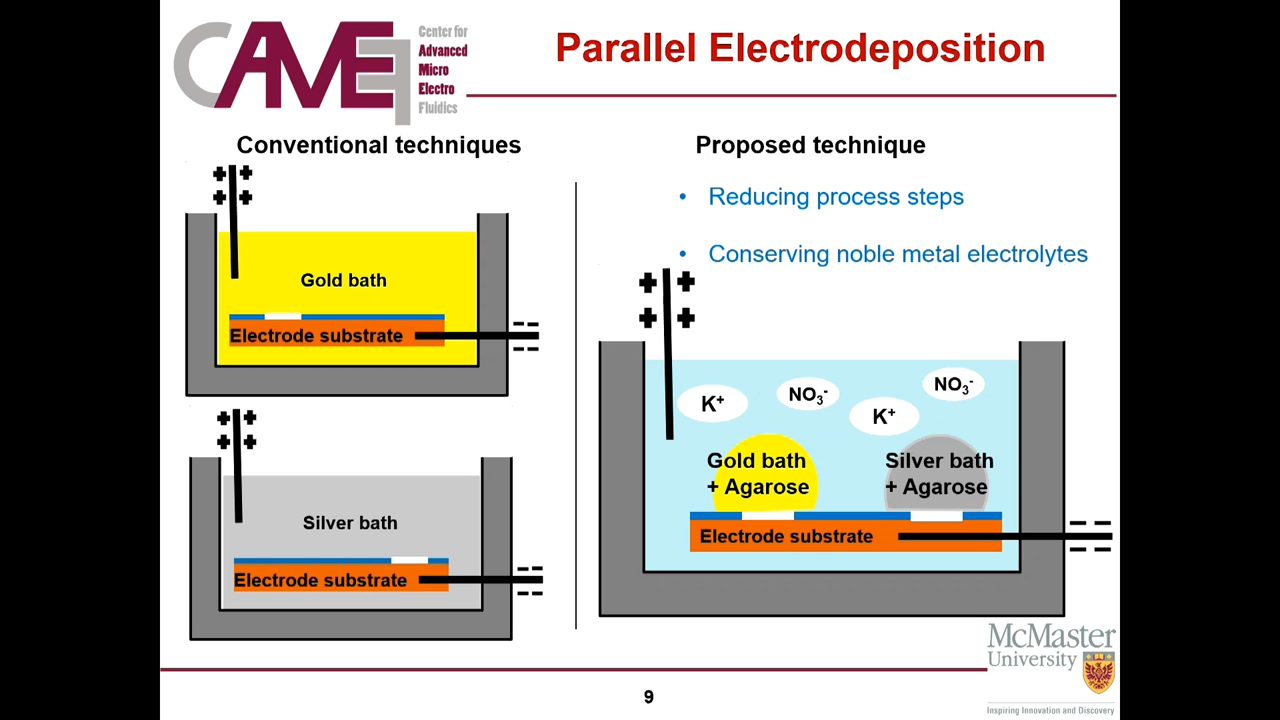 CAMEF
Center for
Advanced
Micro
Electro
Fluidics
Parallel Electrodeposition
Conventional techniques
Gold bath
Electrode substrate
Silver bath
Electrode substrate
Proposed technique
• Reducing process steps
• Conserving noble metal electrolytes
K⁺
NO₃⁻
K⁺
NO₃⁻
Gold bath
+ Agarose
Silver bath
+ Agarose
Electrode substrate
McMaster
University
Inspiring Innovation and Discovery
9